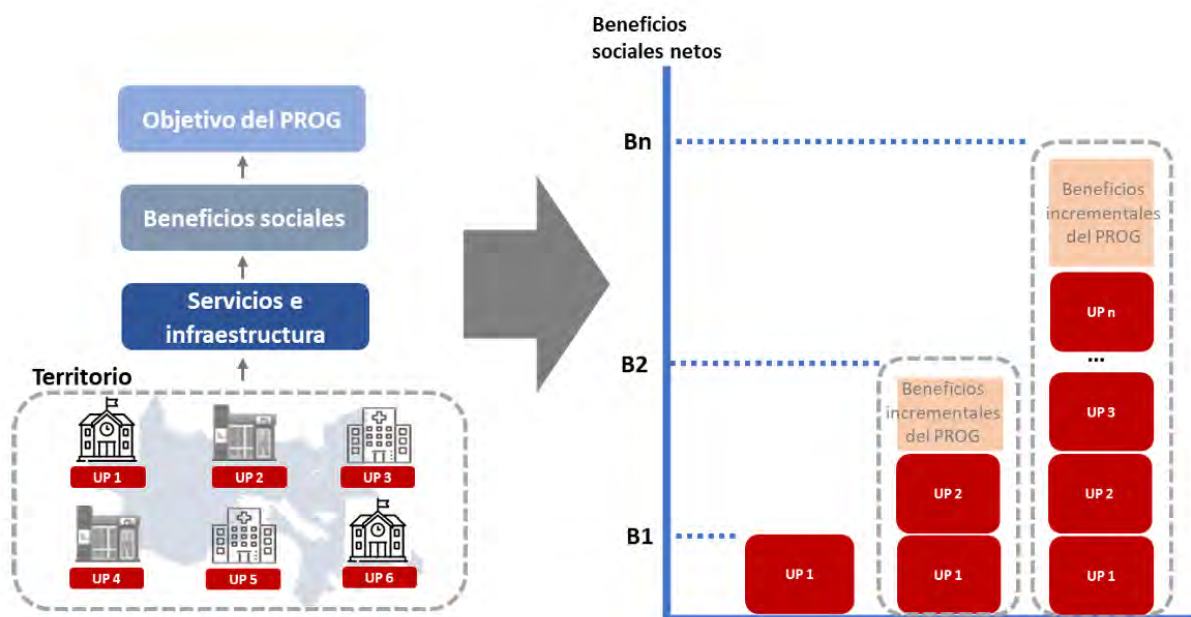 Objetivo del PROG
Beneficios sociales
Servicios e
infraestructura
Territorio
UP 1
UP 2
UP 3
UP 4
UP 5
UP 6
Beneficios
sociales netos
Bn
B2
B1
UP 1
Beneficios
incrementales
del PROG
UP 2
UP 1
Beneficios
incrementales
del PROG
UP n
...
UP 3
UP 2
UP 1